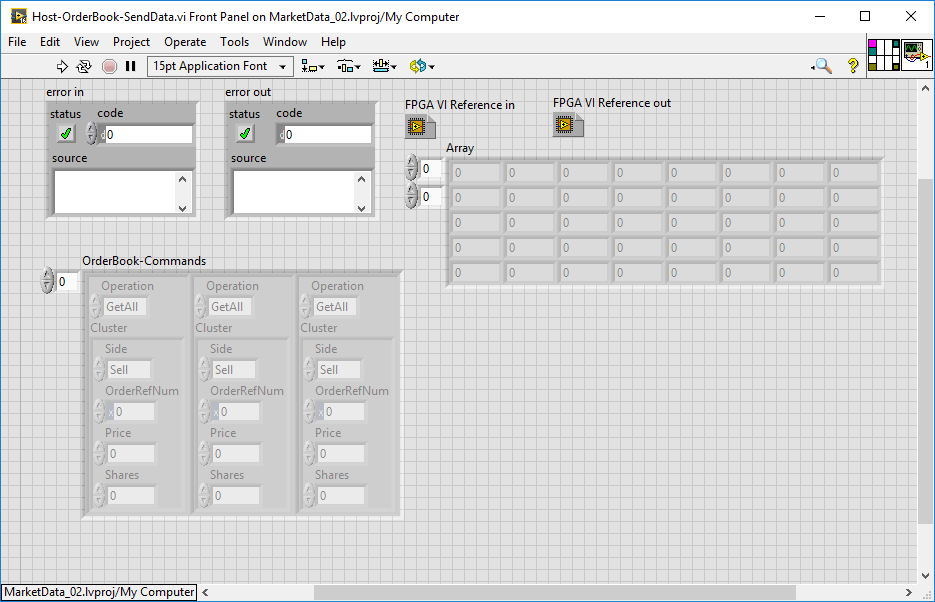 Host-OrderBook-SendData.vi Front Panel on MarketData_02.lvproj/My Computer
File Edit View Project Operate Tools Window Help
15pt Application Font
1
error in
status code
d 0
source
error out
status code
d 0
source
FPGA VI Reference in
FPGA VI Reference out
Array
0
0
0 0 0 0 0 0 0 0
0 0 0 0 0 0 0 0
0 0 0 0 0 0 0 0
0 0 0 0 0 0 0 0
0 0 0 0 0 0 0 0
OrderBook-Commands
0
Operation Operation Operation
GetAll GetAll GetAll
Cluster Cluster Cluster
Side Side Side
Sell Sell Sell
OrderRefNum OrderRefNum OrderRefNum
x 0 x 0 x 0
Price Price Price
0 0 0
Shares Shares Shares
0 0 0
MarketData_02.lvproj/My Computer